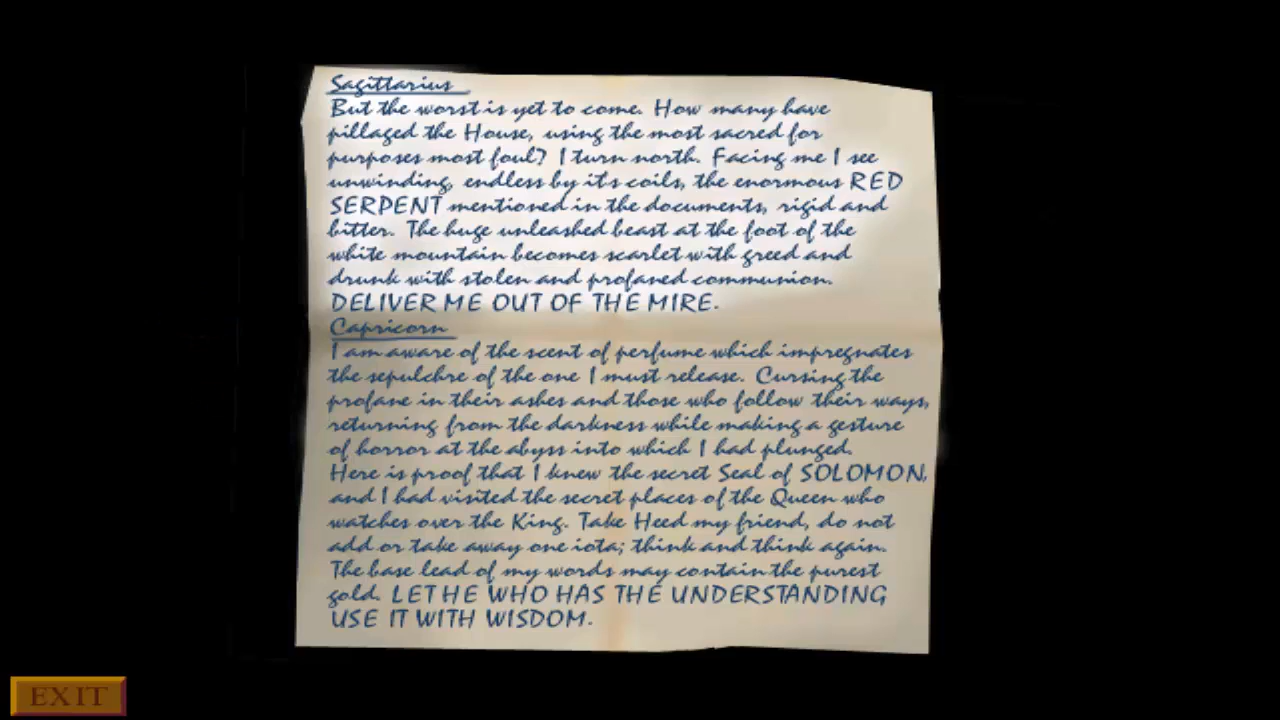 Sagittarius
But the worst is yet to come. How many have
pillaged the House, using the most sacred for
purposes most foul? I turn north. Facing me I see
unwinding, endless by it's coils, the enormous RED
SERPENT mentioned in the documents, rigid and
bitter. The huge unleashed beast at the foot of the
white mountain becomes scarlet with greed and
drunk with stolen and profaned communion.
DELIVER ME OUT OF THE MIRE.
Capricorn
I am aware of the scent of perfume which impregnates
the sepulchre of the one I must release. Cursing the
profane in their ashes and those who follow their ways,
returning from the darkness while making a gesture
of horror at the abyss into which I had plunged.
Here is proof that I knew the secret Seal of SOLOMON,
and I had visited the secret places of the Queen who
watches over the King. Take Heed my friend, do not
add or take away one iota; think and think again.
The base lead of my words may contain the purest
gold. LET HE WHO HAS THE UNDERSTANDING
USE IT WITH WISDOM.
EXIT